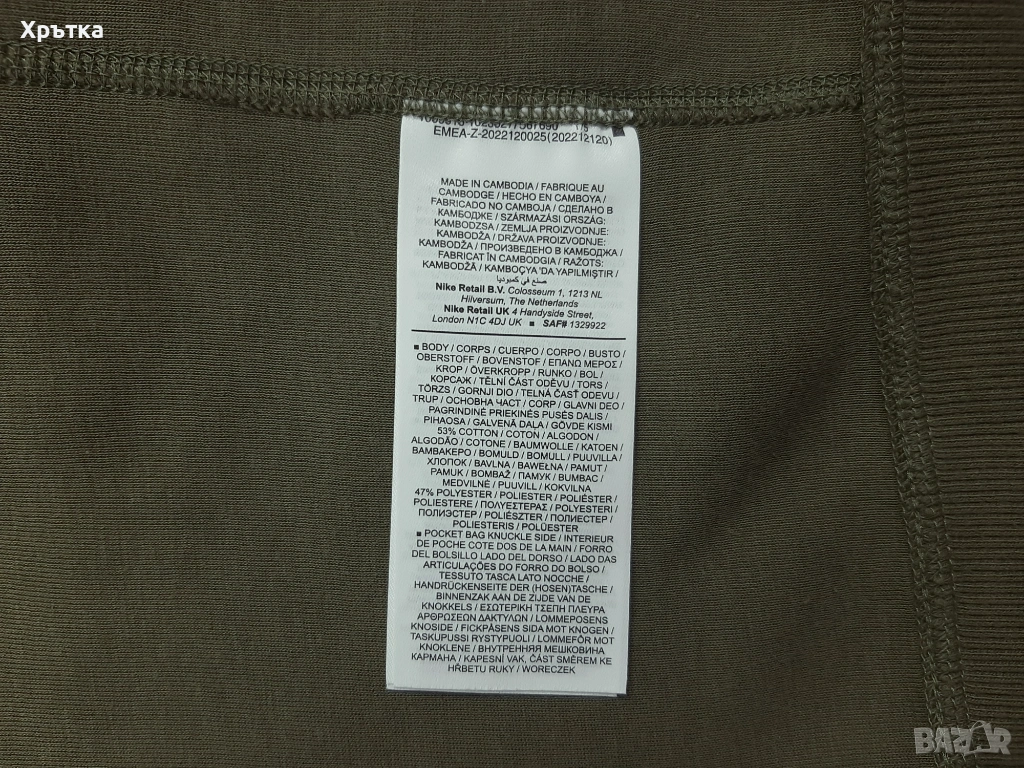 Хрътка
EMEA-Z-2022120025(202212120)
MADE IN CAMBODIA / FABRIQUE AU
CAMBODGE / HECHO EN CAMBOYA /
FABRICADO NO CAMBOJA / СДЕЛАНО В
КАМБОДЖЕ / SZÁRMAZÁSI ORSZÁG:
KAMBODZSA / ZEMLJA PROIZVODNJE:
KAMBODŽA / DRŽAVA PROIZVODNJE:
KAMBODŽA / ПРОИЗВЕДЕНО В КАМБОДЖА /
FABRICAT ÎN CAMBODGIA / RAŽOTS:
KAMBODŽĀ / KAMBOÇYA 'DA YAPILMIŞTIR /
صنع في كمبوديا
Nike Retail B.V. Colosseum 1, 1213 NL
Hilversum, The Netherlands
Nike Retail UK 4 Handyside Street,
London N1C 4DJ UK ■ SAF# 1329922
■ BODY / CORPS / CUERPO / CORPO / BUSTO /
OBERSTOFF / BOVENSTOF / ΕΠΑΝΩ ΜΕΡΟΣ /
KROP / ÖVERKROPP / RUNKO / BOL /
КОРСАЖ / TĚLNÍ ČÁST ODĚVU / TORS /
TÖRZS / GORNJI DIO / TELNÁ ČASŤ ODEVU /
TRUP / ОСНОВНА ЧАСТ / CORP / GLAVNI DEO /
PAGRINDINĖ PRIEKINĖS PUSĖS DALIS /
PIHAOSA / GALVENĀ DAĻA / GÖVDE KISMI
53% COTTON / COTON / ALGODON /
ALGODÃO / COTONE / BAUMWOLLE / KATOEN /
ΒΑΜΒΑΚΕΡΟ / BOMULD / BOMULL / PUUVILLA /
ХЛОПОК / BAVLNA / BAWEŁNA / PAMUT /
PAMUK / BOMBAŽ / ПАМУК / BUMBAC /
MEDVILNĖ / PUUVILL / KOKVILNA
47% POLYESTER / POLIESTER / POLIÉSTER /
POLIESTERE / ΠΟΛΥΕΣΤΕΡΑΣ / POLYESTERI /
ПОЛИЭСТЕР / POLIÉSZTER / ПОЛИЕСТЕР /
POLIESTERIS / POLÜESTER
■ POCKET BAG KNUCKLE SIDE / INTERIEUR
DE POCHE COTE DOS DE LA MAIN / FORRO
DEL BOLSILLO LADO DEL DORSO / LADO DAS
ARTICULAÇÕES DO FORRO DO BOLSO /
TESSUTO TASCA LATO NOCCHE /
HANDRÜCKENSEITE DER (HOSEN)TASCHE /
BINNENZAK AAN DE ZIJDE VAN DE
KNOKKELS / ΕΣΩΤΕΡΙΚΗ ΤΣΕΠΗ ΠΛΕΥΡΑ
ΑΡΘΡΩΣΕΩΝ ΔΑΚΤΥΛΩΝ / LOMMEPOSENS
KNOSIDE / FICKPÅSENS SIDA MOT KNOGEN /
TASKUPUSSI RYSTYPUOLI / LOMMEFÔR MOT
KNOKLENE / ВНУТРЕННЯЯ МЕШКОВИНА
КАРМАНА / KAPESNÍ VAK, ČÁST SMĚREM KE
HŘBETU RUKY / WORECZEK
BAZAR